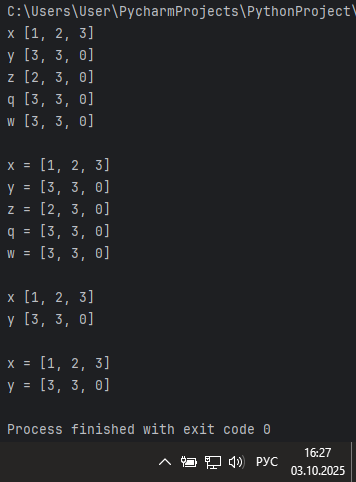 C:\Users\User\PycharmProjects\PythonProject\
x [1, 2, 3]
y [3, 3, 0]
z [2, 3, 0]
q [3, 3, 0]
w [3, 3, 0]
x = [1, 2, 3]
y = [3, 3, 0]
z = [2, 3, 0]
q = [3, 3, 0]
w = [3, 3, 0]
x [1, 2, 3]
y [3, 3, 0]
x = [1, 2, 3]
y = [3, 3, 0]
Process finished with exit code 0
РУС
16:27
03.10.2025